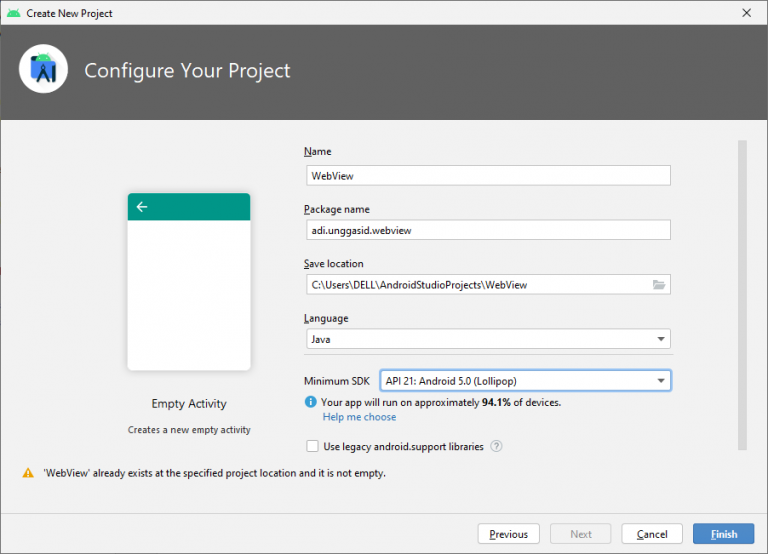 Create New Project
Configure Your Project
Name
WebView
Package name
adi.unggasid.webview
Save location
C:\Users\DELL\AndroidStudioProjects\WebView
Language
Java
Minimum SDK API 21: Android 5.0 (Lollipop)
Your app will run on approximately 94.1% of devices.
Help me choose
Use legacy android.support libraries ?
Empty Activity
Creates a new empty activity
'WebView' already exists at the specified project location and it is not empty.
Previous Next Cancel Finish